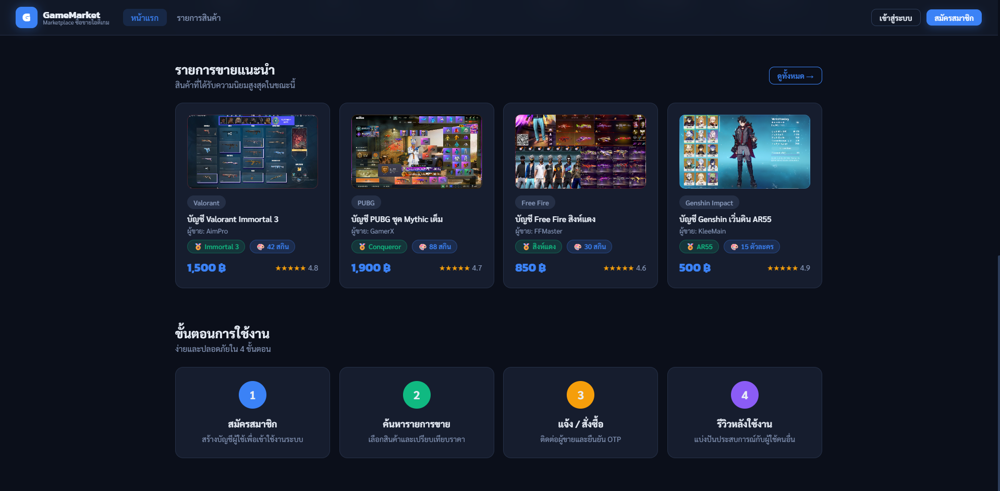 G
GameMarket
Marketplace ซื้อขายไอดีเกม
หน้าแรก
รายการสินค้า
เข้าสู่ระบบ
สมัครสมาชิก
รายการขายแนะนำ
สินค้าที่ได้รับความนิยมสูงสุดในขณะนี้
ดูทั้งหมด →
Valorant
บัญชี Valorant Immortal 3
ผู้ขาย: AimPro
🏅 Immortal 3
🎨 42 สกิน
1,500 ฿
★★★★★ 4.8
PUBG
บัญชี PUBG ชุด Mythic เต็ม
ผู้ขาย: GamerX
🏅 Conqueror
🎨 88 สกิน
1,900 ฿
★★★★★ 4.7
Free Fire
บัญชี Free Fire สิงห์แดง
ผู้ขาย: FFMaster
🏅 สิงห์แดง
🎨 30 สกิน
850 ฿
★★★★★ 4.6
Genshin Impact
บัญชี Genshin เวิ่นดิน AR55
ผู้ขาย: KleeMain
🏅 AR55
🎨 15 ตัวละคร
500 ฿
★★★★★ 4.9
ขั้นตอนการใช้งาน
ง่ายและปลอดภัยใน 4 ขั้นตอน
1
สมัครสมาชิก
สร้างบัญชีผู้ใช้เพื่อเข้าใช้งานระบบ
2
ค้นหารายการขาย
เลือกสินค้าและเปรียบเทียบราคา
3
แจ้ง / สั่งซื้อ
ติดต่อผู้ขายและยืนยัน OTP
4
รีวิวหลังใช้งาน
แบ่งปันประสบการณ์กับผู้ใช้คนอื่น